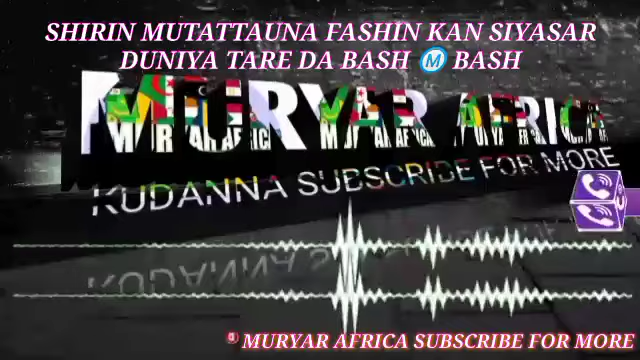 SHIRIN MUTATTAUNA FASHIN KAN SIYASAR
DUNIYA TARE DA BASH M BASH
MURYAR AFRICA
KUDANNA SUBSCRIBE FOR MORE
MURYAR AFRICA SUBSCRIBE FOR MORE